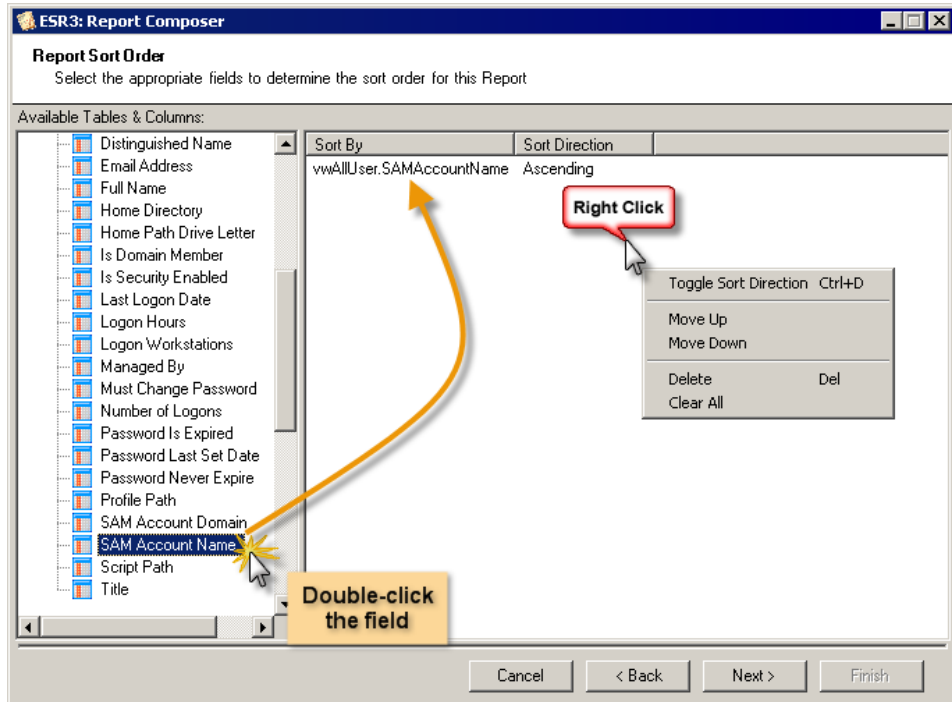 ESR3: Report Composer
Report Sort Order
Select the appropriate fields to determine the sort order for this Report
Available Tables & Columns:
Distinguished Name
Email Address
Full Name
Home Directory
Home Path Drive Letter
Is Domain Member
Is Security Enabled
Last Logon Date
Logon Hours
Logon Workstations
Managed By
Must Change Password
Number of Logons
Password Is Expired
Password Last Set Date
Password Never Expire
Profile Path
SAM Account Domain
SAM Account Name
Script Path
Title
Sort By Sort Direction
vwAllUser.SAMAccountName Ascending
Right Click
Toggle Sort Direction Ctrl+D
Move Up
Move Down
Delete Del
Clear All
Double-click
the field
Cancel < Back Next > Finish